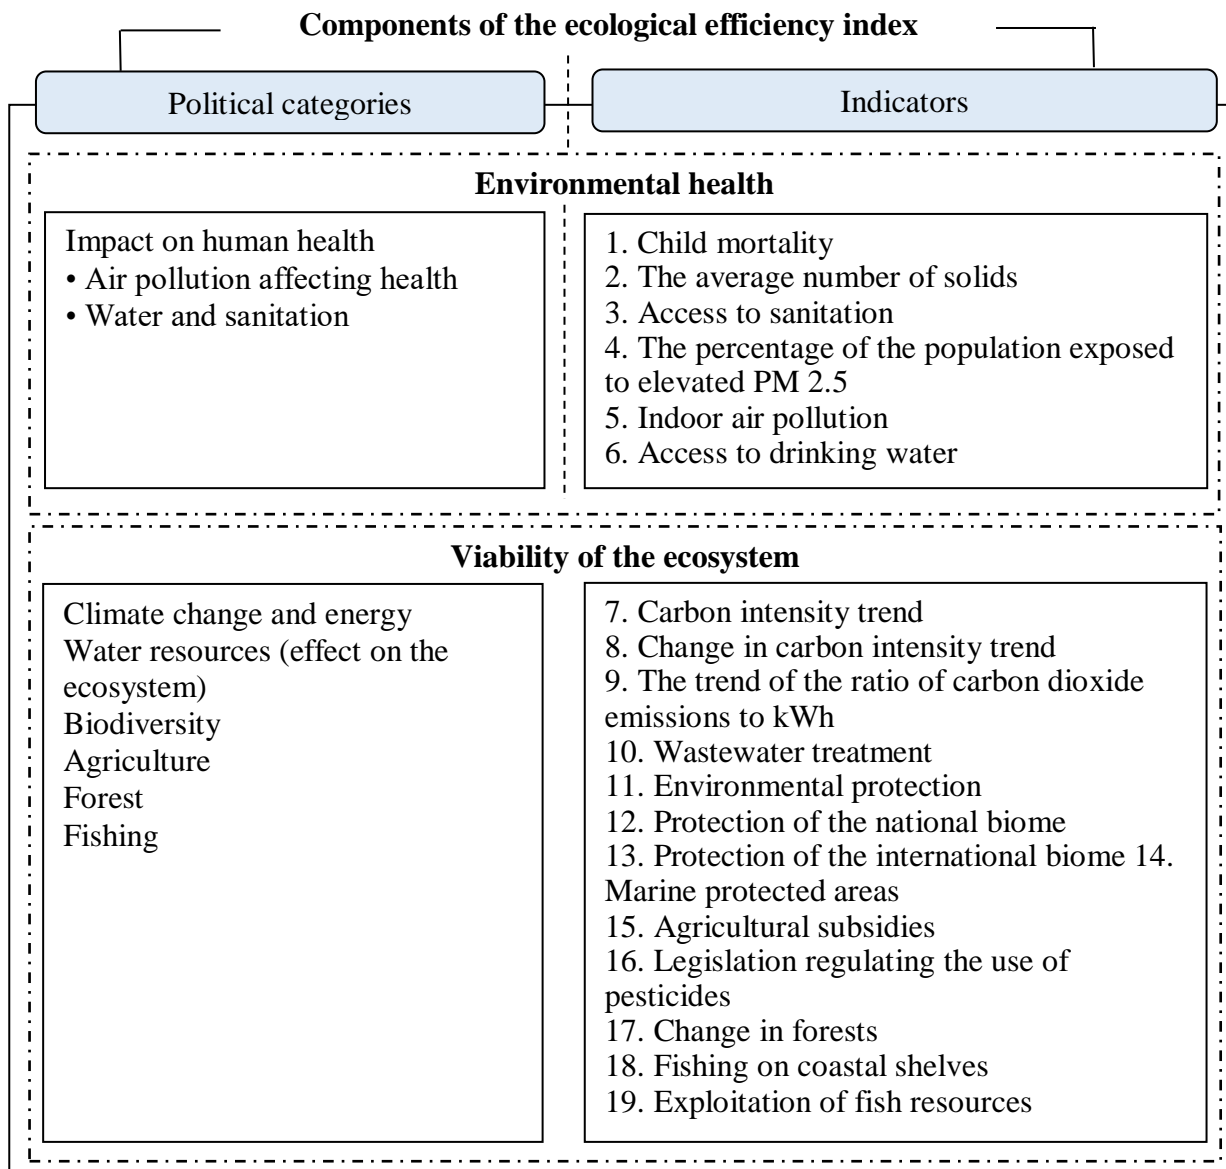 Components of the ecological efficiency index
Political categories
Indicators
Environmental health
Impact on human health
• Air pollution affecting health
• Water and sanitation
1. Child mortality
2. The average number of solids
3. Access to sanitation
4. The percentage of the population exposed
to elevated PM 2.5
5. Indoor air pollution
6. Access to drinking water
Viability of the ecosystem
Climate change and energy
Water resources (effect on the
ecosystem)
Biodiversity
Agriculture
Forest
Fishing
7. Carbon intensity trend
8. Change in carbon intensity trend
9. The trend of the ratio of carbon dioxide
emissions to kWh
10. Wastewater treatment
11. Environmental protection
12. Protection of the national biome
13. Protection of the international biome 14.
Marine protected areas
15. Agricultural subsidies
16. Legislation regulating the use of
pesticides
17. Change in forests
18. Fishing on coastal shelves
19. Exploitation of fish resources